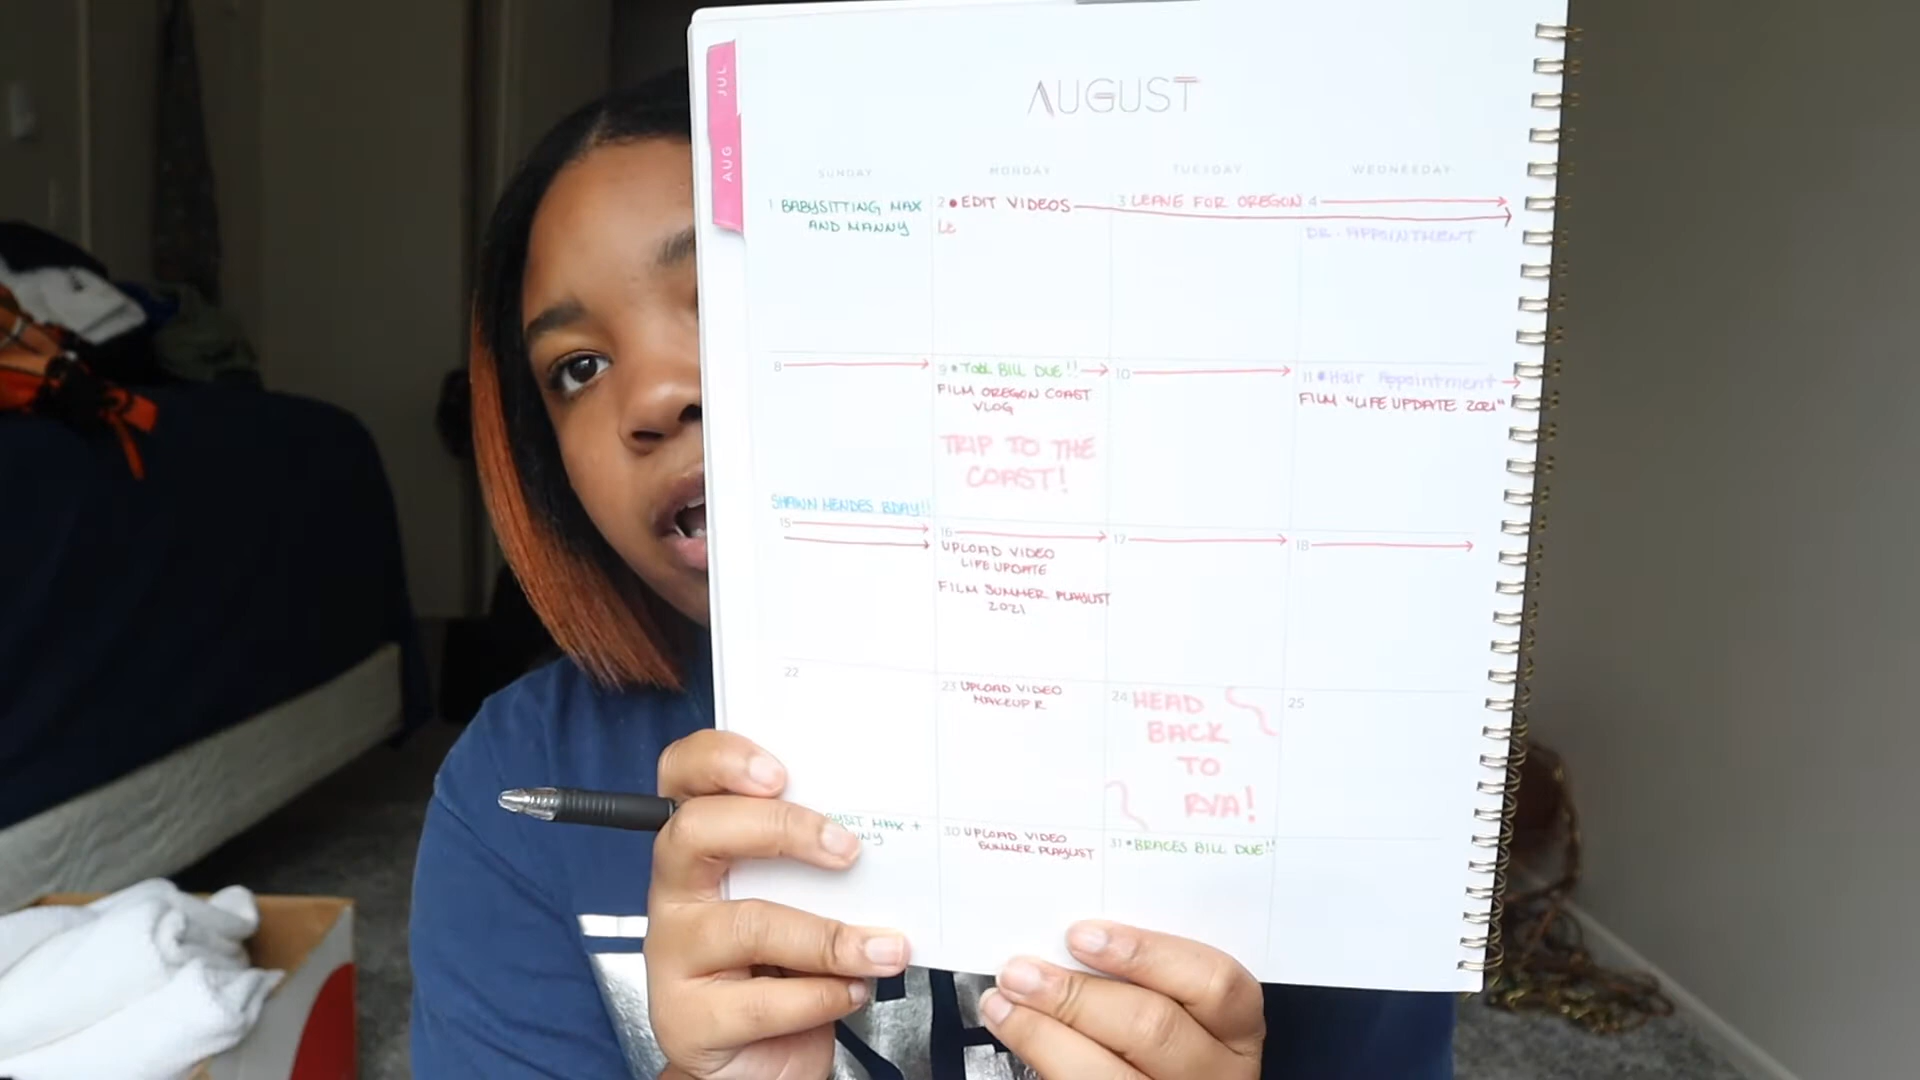 JUL
AUG
AUGUST
SUNDAY
MONDAY
TUESDAY
WEDNESDAY
1 BABYSITTING MAX
AND MANNY
2 • EDIT VIDEOS
Le
3 LEAVE FOR OREGON
4
DR. APPOINTMENT
8
9 • TOLL BILL DUE!!
FILM OREGON COAST
VLOG
TRIP TO THE
COAST!
10
11 • Hair Appointment
FILM "LIFE UPDATE 2021"
SHAWN MENDES BDAY!!
15
16
UPLOAD VIDEO
LIFE UPDATE
FILM SUMMER PLAYLIST
2021
17
18
22
23 UPLOAD VIDEO
MAKEUP R
24 HEAD
BACK
TO
RVA!
25
MAX +
30 UPLOAD VIDEO
SUMMER PLAYLIST
31 • BRACES BILL DUE!!